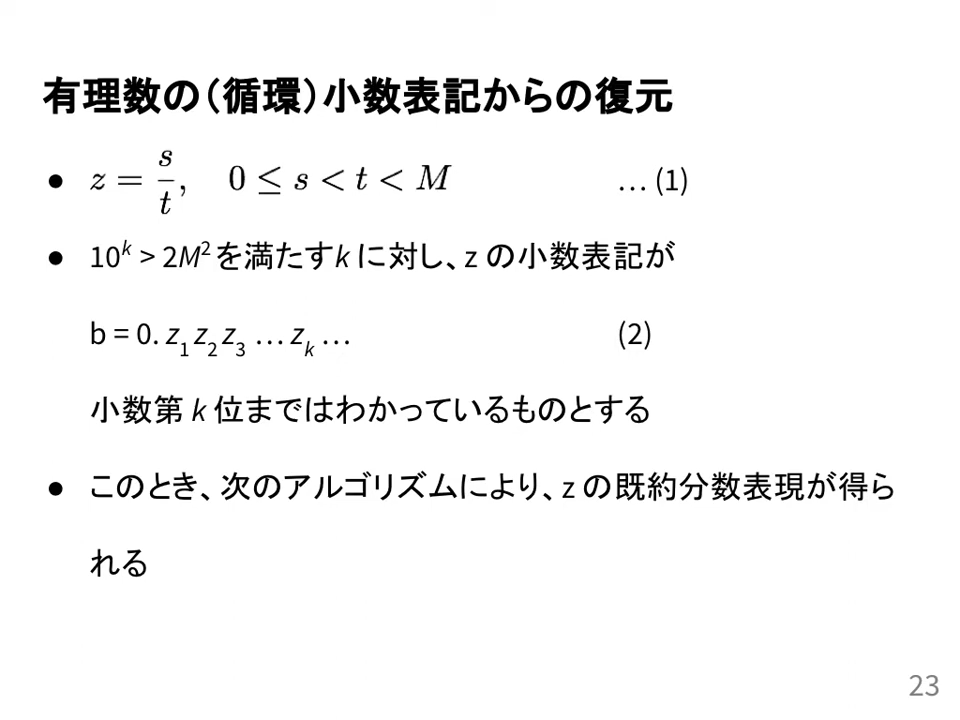 有理数の（循環）小数表記からの復元
● z = s/t, 0 ≤ s < t < M … (1)
● 10^k > 2M^2 を満たす k に対し、z の小数表記が
b = 0. z_1 z_2 z_3 … z_k … (2)
小数第 k 位まではわかっているものとする
● このとき、次のアルゴリズムにより、z の既約分数表現が得ら
れる
23